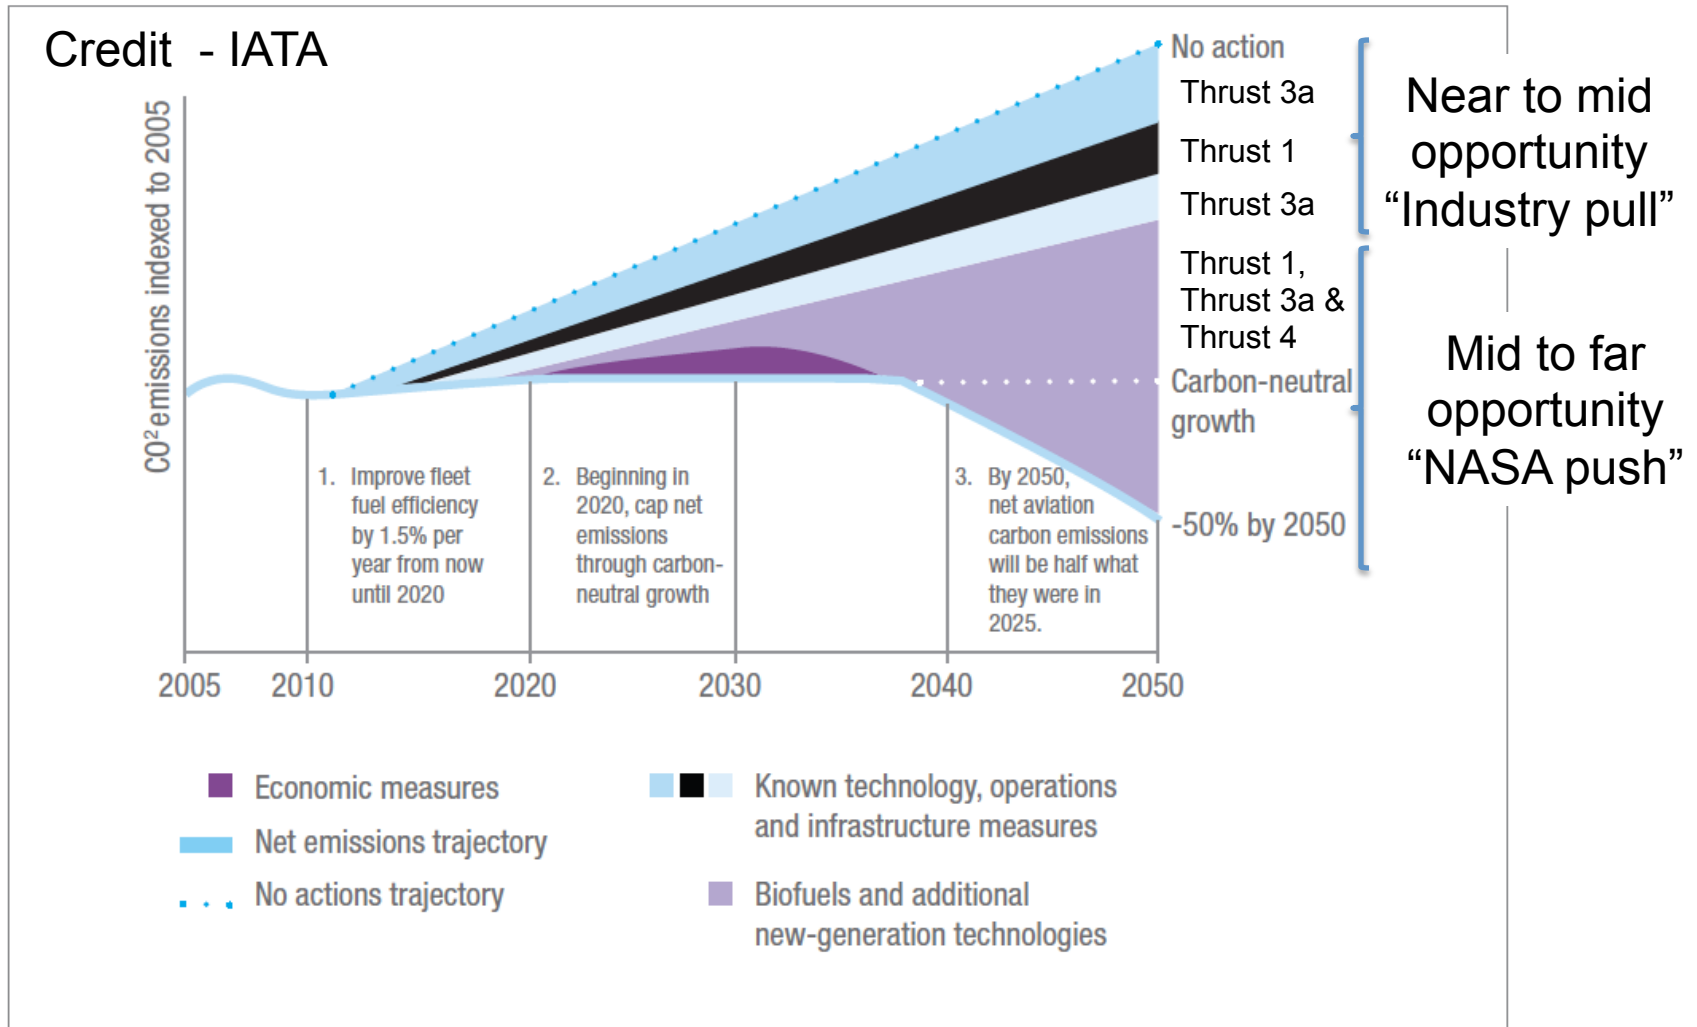 Credit - IATA
CO² emissions indexed to 2005
No action
Thrust 3a
Thrust 1
Thrust 3a
Thrust 1,
Thrust 3a &
Thrust 4
Carbon-neutral
growth
-50% by 2050
Near to mid
opportunity
“Industry pull”
Mid to far
opportunity
“NASA push”
1. Improve fleet
fuel efficiency
by 1.5% per
year from now
until 2020
2. Beginning in
2020, cap net
emissions
through carbon-
neutral growth
3. By 2050,
net aviation
carbon emissions
will be half what
they were in
2025.
2005 2010 2020 2030 2040 2050
Economic measures
Net emissions trajectory
No actions trajectory
Known technology, operations
and infrastructure measures
Biofuels and additional
new-generation technologies